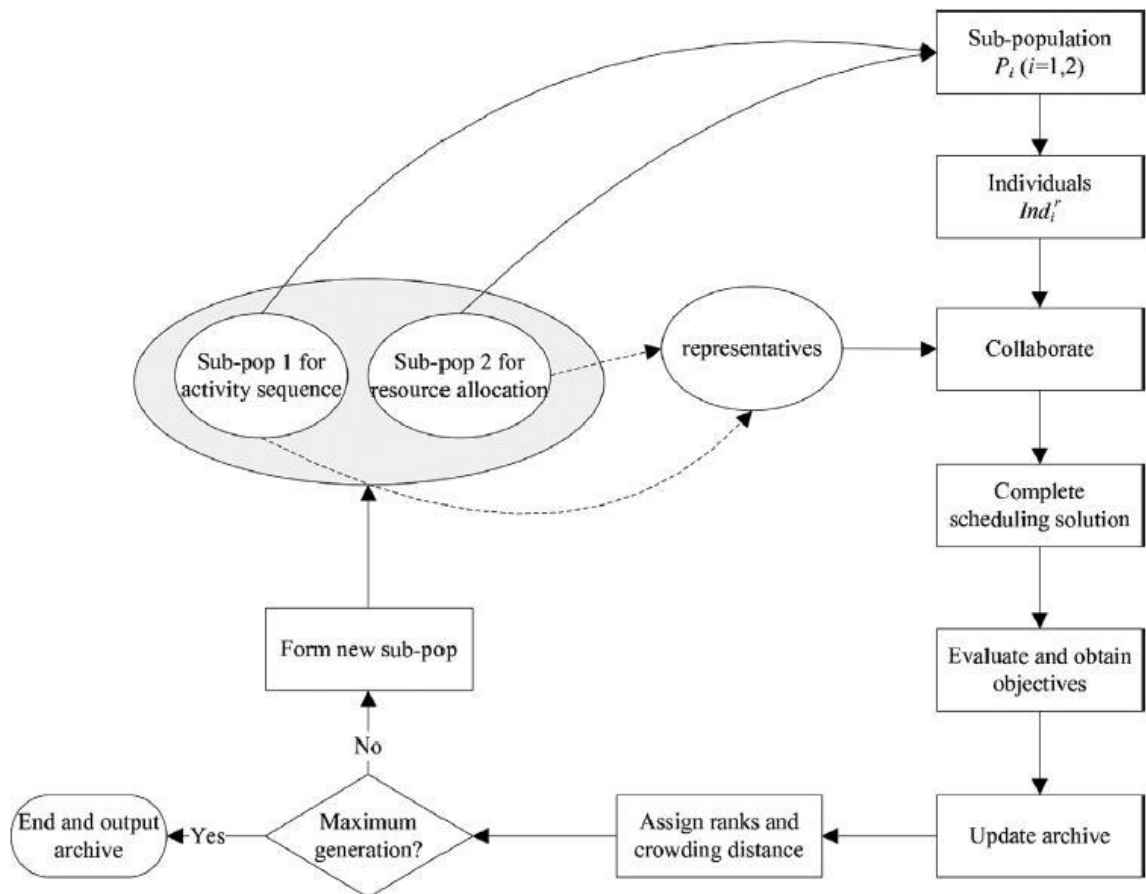 Sub-population
P_i (i=1,2)
Individuals
Ind_i^r
Sub-pop 1 for
activity sequence
Sub-pop 2 for
resource allocation
representatives
Collaborate
Complete
scheduling solution
Form new sub-pop
Evaluate and obtain
objectives
No
End and output
archive
Yes
Maximum
generation?
Assign ranks and
crowding distance
Update archive